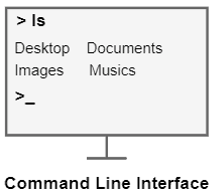 > ls
Desktop Documents
Images Musics
>_
Command Line Interface